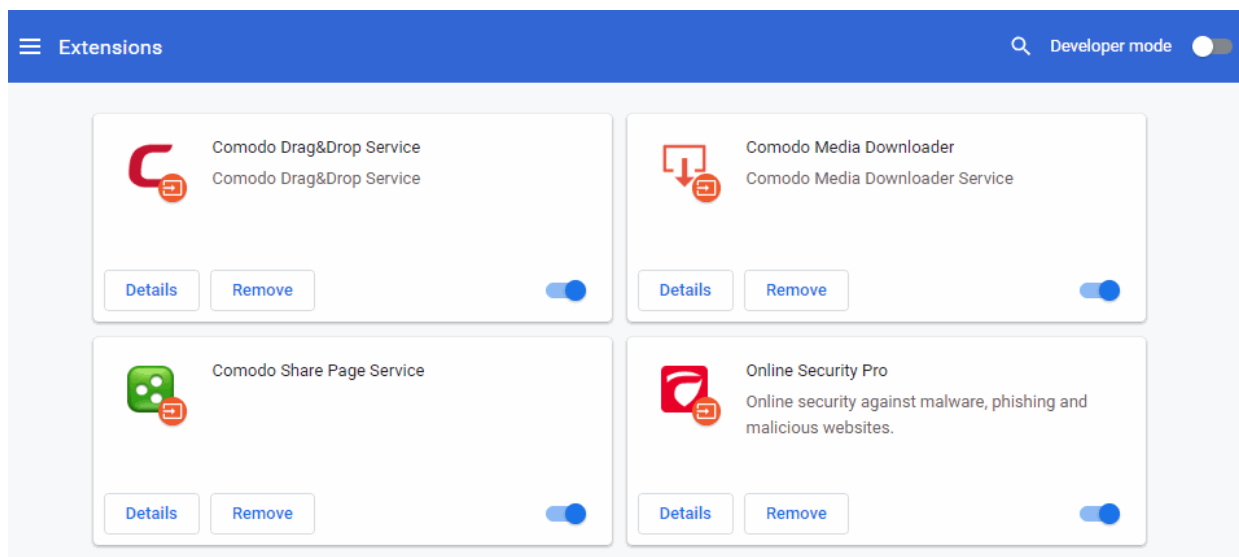 Extensions
Developer mode
Comodo Drag&Drop Service
Comodo Drag&Drop Service
Details
Remove
Comodo Media Downloader
Comodo Media Downloader Service
Details
Remove
Comodo Share Page Service
Details
Remove
Online Security Pro
Online security against malware, phishing and
malicious websites.
Details
Remove